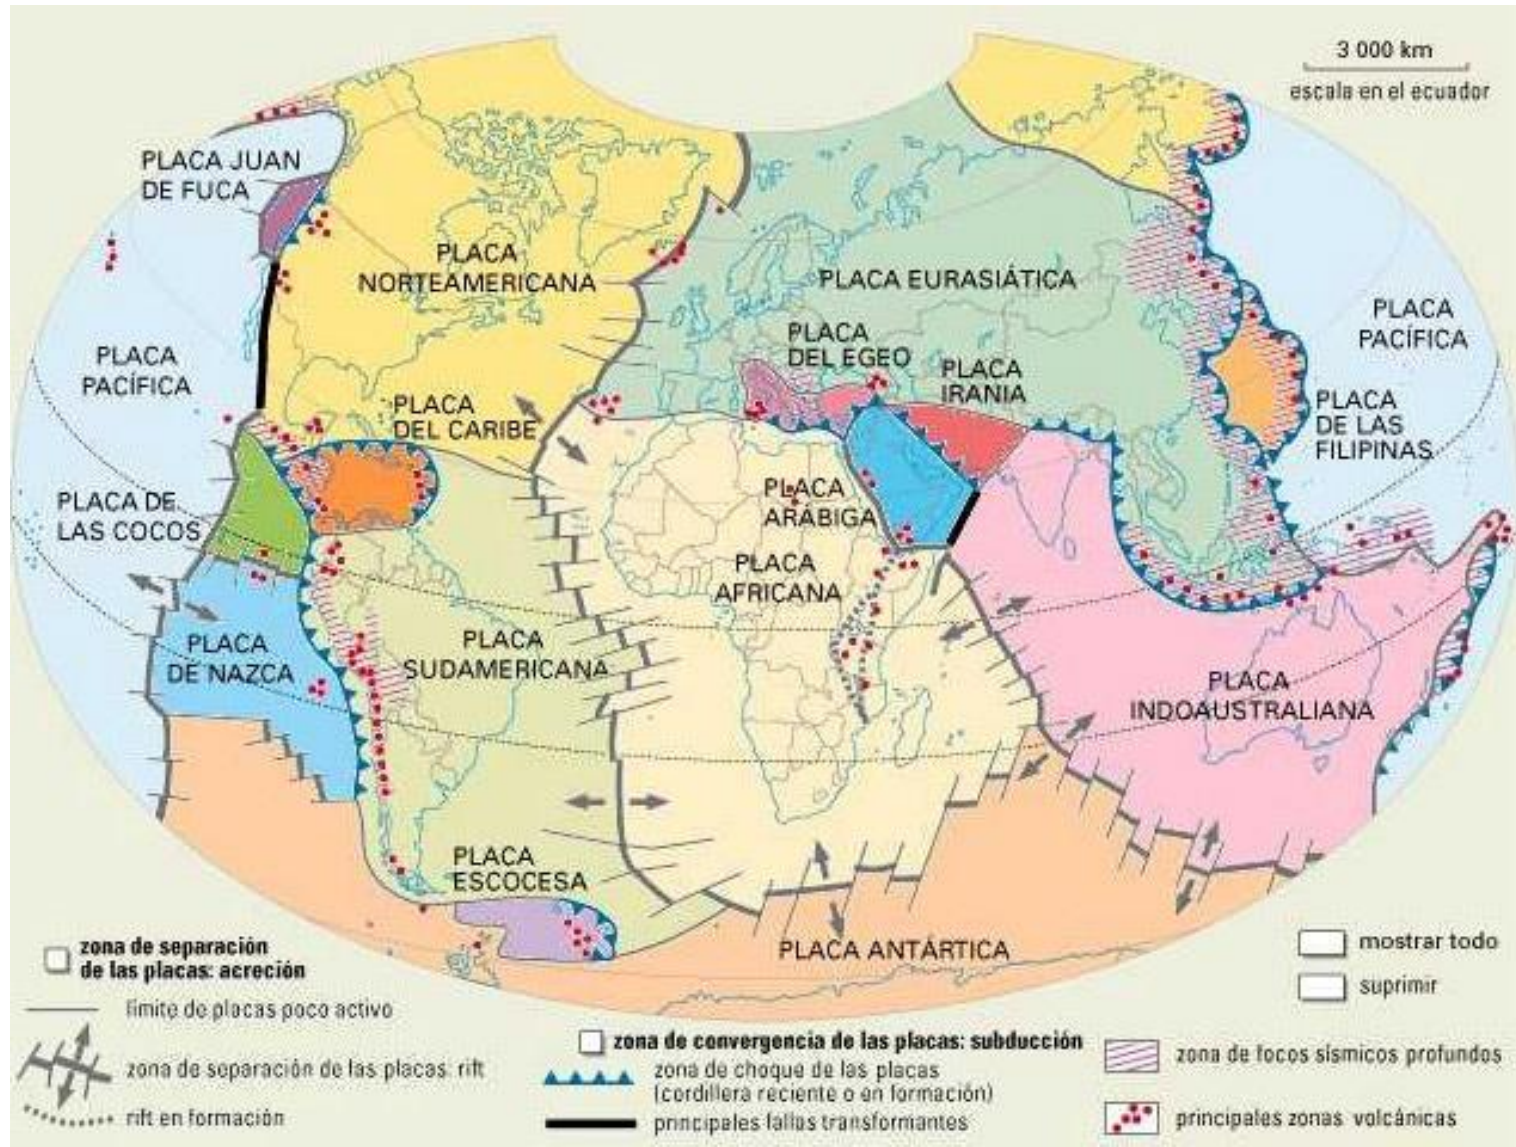 3 000 km
escala en el ecuador
PLACA JUAN
DE FUCA
PLACA
NORTEAMERICANA
PLACA EURASIÁTICA
PLACA
PACÍFICA
PLACA
DEL EGEO
PLACA
PACÍFICA
PLACA
IRANIA
PLACA
DEL CARIBE
PLACA
DE LAS
FILIPINAS
PLACA DE
LAS COCOS
PLACA
ARÁBIGA
PLACA
AFRICANA
PLACA
DE NAZCA
PLACA
SUDAMERICANA
PLACA
INDOAUSTRALIANA
PLACA
ESCOCESA
PLACA ANTÁRTICA
zona de separación
de las placas: acreción
límite de placas poco activo
zona de separación de las placas: rift
rift en formación
zona de convergencia de las placas: subducción
zona de choque de las placas
(cordillera reciente o en formación)
principales fallas transformantes
mostrar todo
suprimir
zona de focos sísmicos profundos
principales zonas volcánicas